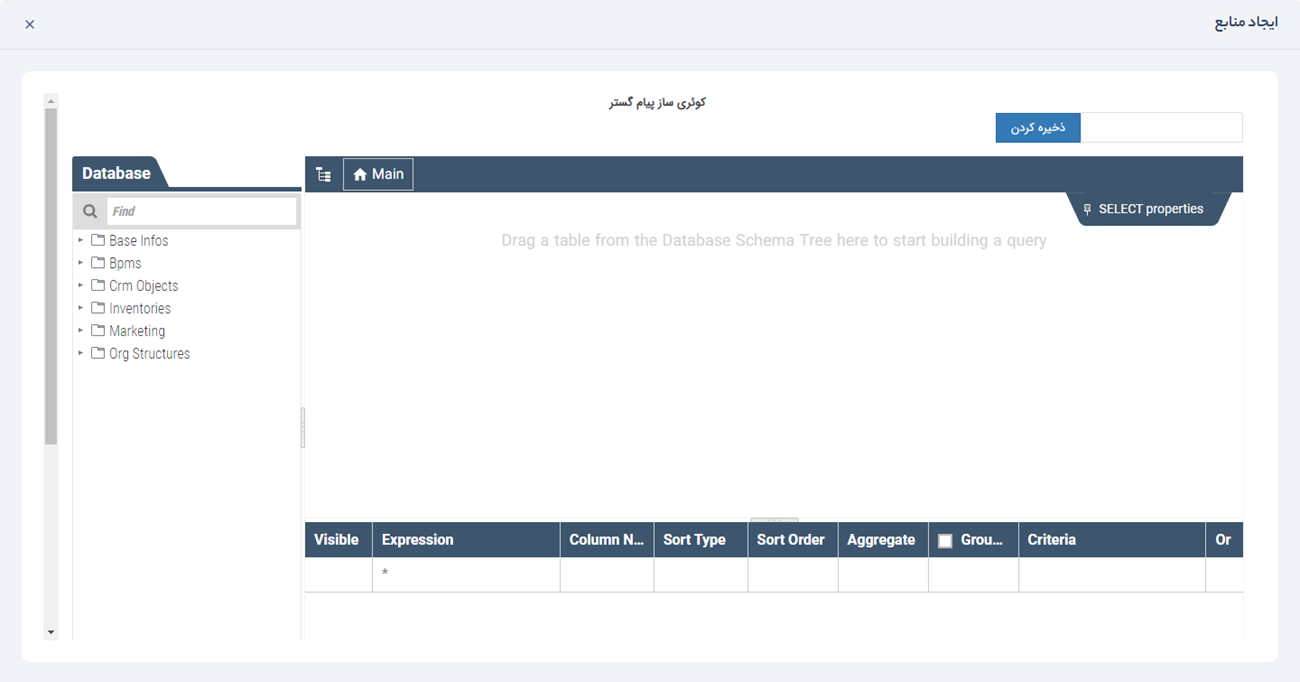 ایجاد منابع
کوئری ساز پیام گستر
ذخیره کردن
Database
Main
SELECT properties
Find
Drag a table from the Database Schema Tree here to start building a query
Base Infos
Bpms
Crm Objects
Inventories
Marketing
Org Structures
Visible Expression Column N... Sort Type Sort Order Aggregate Grou... Criteria Or
*